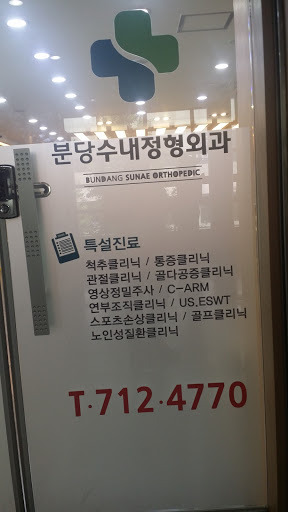 분당수내정형외과
BUNDANG SUNAE ORTHOPEDIC
특설진료
척추클리닉 / 통증클리닉
관절클리닉 / 골다공증클리닉
영상정밀주사 / C-ARM
연부조직클리닉 / US,ESWT
스포츠손상클리닉 / 골프클리닉
노인성질환클리닉
T·712·4770